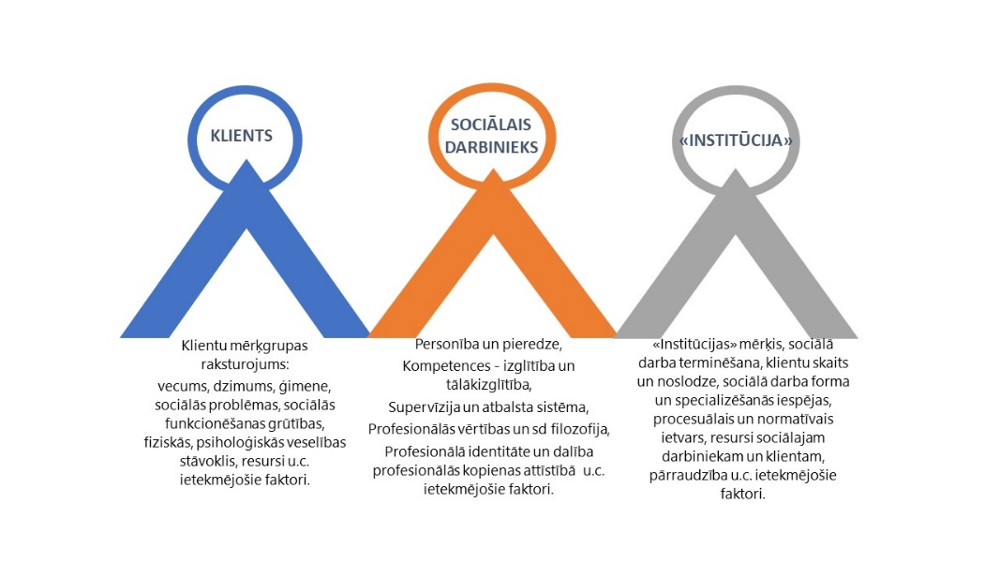 KLIENTS
SOCIĀLAIS
DARBINIEKS
«INSTITŪCIJA»
Klientu mērķgrupas
raksturojums:
vecums, dzimums, ģimene,
sociālās problēmas, sociālās
funkcionēšanas grūtības,
fiziskās, psiholoģiskās veselības
stāvoklis, resursi u.c.
ietekmējošie faktori.
Personība un pieredze,
Kompetences - izglītība un
tālākizglītība,
Supervīzija un atbalsta sistēma,
Profesionālās vērtības un sd filozofija,
Profesionālā identitāte un dalība
profesionālās kopienas attīstībā u.c.
ietekmējošie faktori.
«Institūcijas» mērķis, sociālā
darba terminēšana, klientu skaits
un noslodze, sociālā darba forma
un specializēšanās iespējas,
procesuālais un normatīvais
ietvars, resursi sociālajam
darbiniekam un klientam,
pārraudzība u.c. ietekmējošie
faktori.